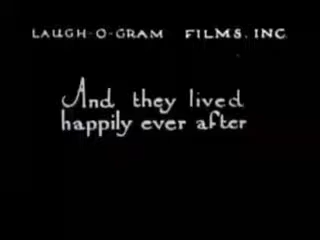 LAUGH-O-GRAM FILMS, INC.
And they lived
happily ever after